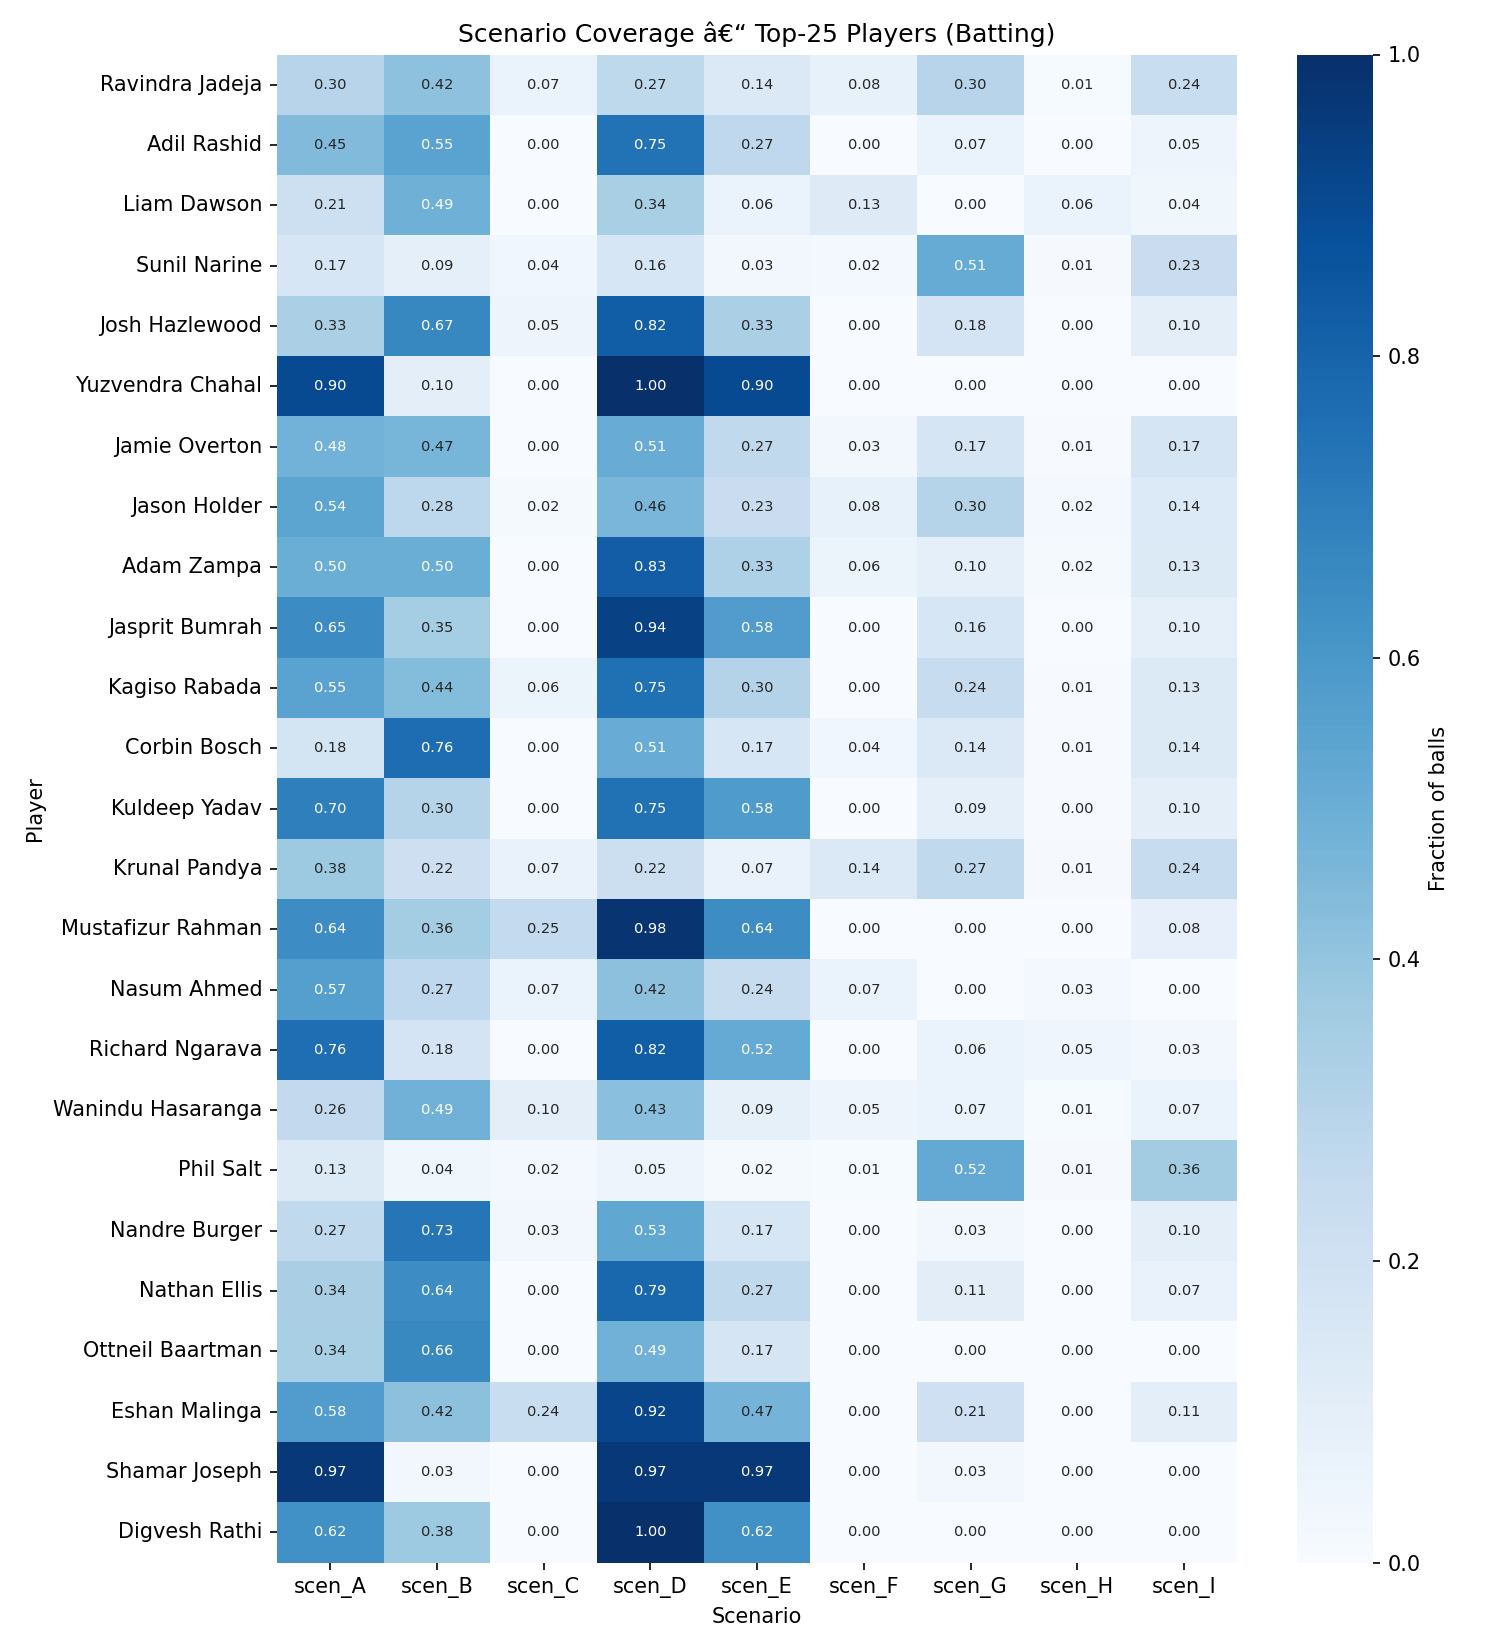 Scenario Coverage â€“ Top-25 Players (Batting)
Ravindra Jadeja 0.30 0.42 0.07 0.27 0.14 0.08 0.30 0.01 0.24
Adil Rashid 0.45 0.55 0.00 0.75 0.27 0.00 0.07 0.00 0.05
Liam Dawson 0.21 0.49 0.00 0.34 0.06 0.13 0.00 0.06 0.04
Sunil Narine 0.17 0.09 0.04 0.16 0.03 0.02 0.51 0.01 0.23
Josh Hazlewood 0.33 0.67 0.05 0.82 0.33 0.00 0.18 0.00 0.10
Yuzvendra Chahal 0.90 0.10 0.00 1.00 0.90 0.00 0.00 0.00 0.00
Jamie Overton 0.48 0.47 0.00 0.51 0.27 0.03 0.17 0.01 0.17
Jason Holder 0.54 0.28 0.02 0.46 0.23 0.08 0.30 0.02 0.14
Adam Zampa 0.50 0.50 0.00 0.83 0.33 0.06 0.10 0.02 0.13
Jasprit Bumrah 0.65 0.35 0.00 0.94 0.58 0.00 0.16 0.00 0.10
Kagiso Rabada 0.55 0.44 0.06 0.75 0.30 0.00 0.24 0.01 0.13
Corbin Bosch 0.18 0.76 0.00 0.51 0.17 0.04 0.14 0.01 0.14
Kuldeep Yadav 0.70 0.30 0.00 0.75 0.58 0.00 0.09 0.00 0.10
Krunal Pandya 0.38 0.22 0.07 0.22 0.07 0.14 0.27 0.01 0.24
Mustafizur Rahman 0.64 0.36 0.25 0.98 0.64 0.00 0.00 0.00 0.08
Nasum Ahmed 0.57 0.27 0.07 0.42 0.24 0.07 0.00 0.03 0.00
Richard Ngarava 0.76 0.18 0.00 0.82 0.52 0.00 0.06 0.05 0.03
Wanindu Hasaranga 0.26 0.49 0.10 0.43 0.09 0.05 0.07 0.01 0.07
Phil Salt 0.13 0.04 0.02 0.05 0.02 0.01 0.52 0.01 0.36
Nandre Burger 0.27 0.73 0.03 0.53 0.17 0.00 0.03 0.00 0.10
Nathan Ellis 0.34 0.64 0.00 0.79 0.27 0.00 0.11 0.00 0.07
Ottneil Baartman 0.34 0.66 0.00 0.49 0.17 0.00 0.00 0.00 0.00
Eshan Malinga 0.58 0.42 0.24 0.92 0.47 0.00 0.21 0.00 0.11
Shamar Joseph 0.97 0.03 0.00 0.97 0.97 0.00 0.03 0.00 0.00
Digvesh Rathi 0.62 0.38 0.00 1.00 0.62 0.00 0.00 0.00 0.00
scen_A scen_B scen_C scen_D scen_E scen_F scen_G scen_H scen_I
Scenario
Player
1.0
0.8
0.6
0.4
0.2
0.0
Fraction of balls